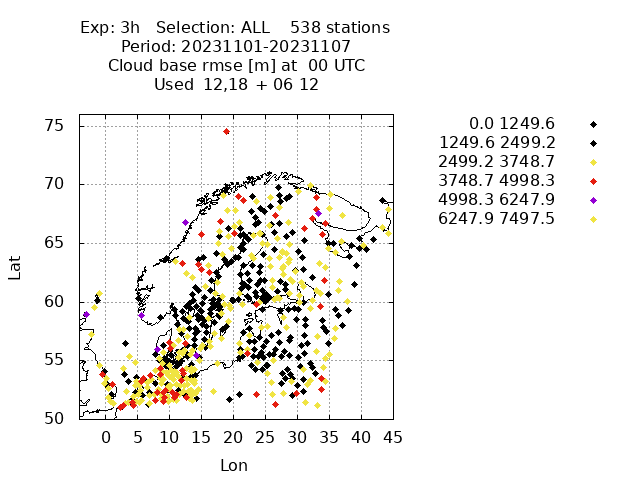 Exp: 3h Selection: ALL 538 stations
Period: 20231101-20231107
Cloud base rmse [m] at 00 UTC
Used 12,18 + 06 12
0.0 1249.6
1249.6 2499.2
2499.2 3748.7
3748.7 4998.3
4998.3 6247.9
6247.9 7497.5
75
70
65
60
55
50
Lat
0 5 10 15 20 25 30 35 40 45
Lon